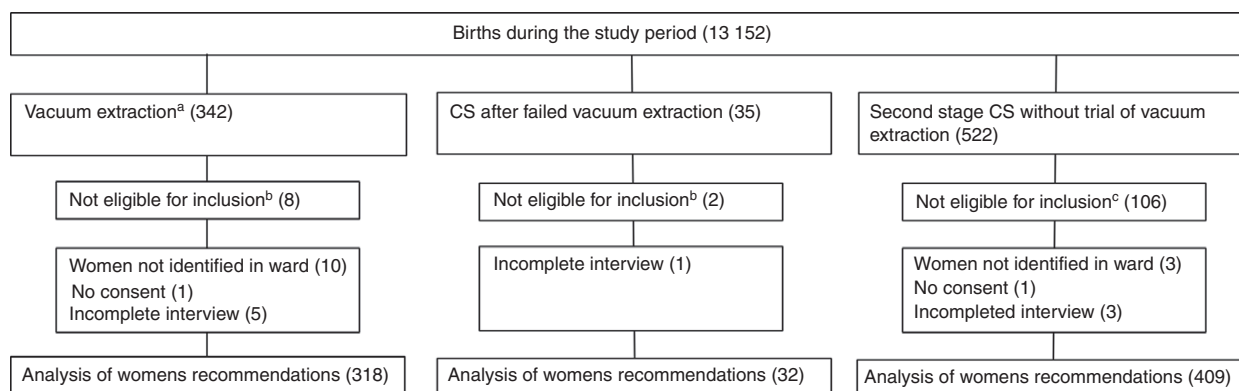 Births during the study period (13 152)
Vacuum extractionᵃ (342)
CS after failed vacuum extraction (35)
Second stage CS without trial of vacuum
extraction (522)
Not eligible for inclusionᵇ (8)
Not eligible for inclusionᵇ (2)
Not eligible for inclusionᶜ (106)
Women not identified in ward (10)
No consent (1)
Incomplete interview (5)
Incomplete interview (1)
Women not identified in ward (3)
No consent (1)
Incompleted interview (3)
Analysis of womens recommendations (318)
Analysis of womens recommendations (32)
Analysis of womens recommendations (409)